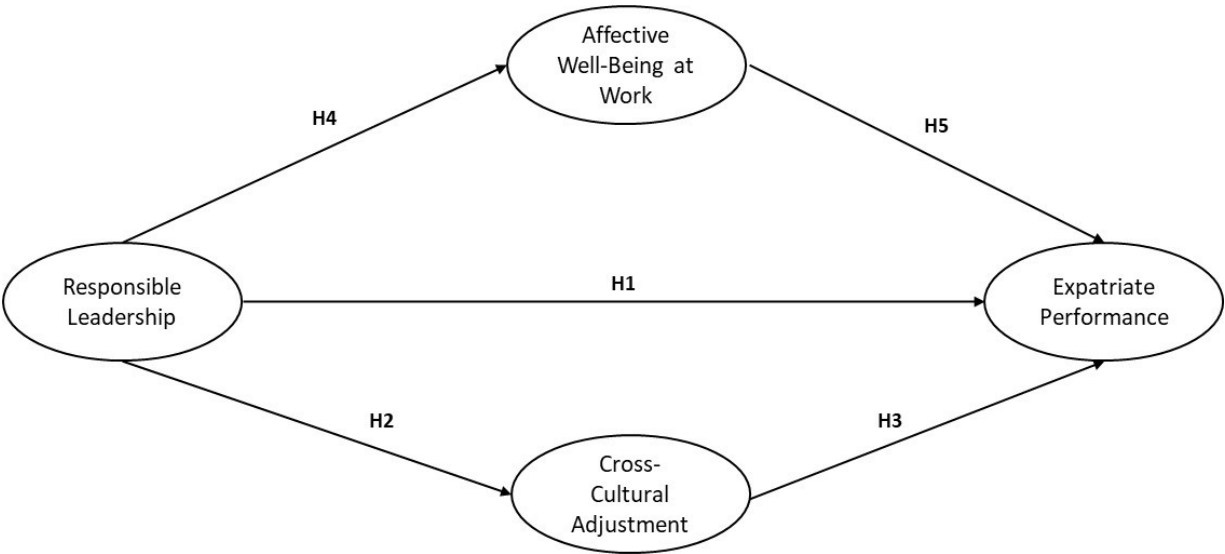 Affective
Well-Being at
Work
H4
H5
Responsible
Leadership
H1
Expatriate
Performance
H2
H3
Cross-
Cultural
Adjustment